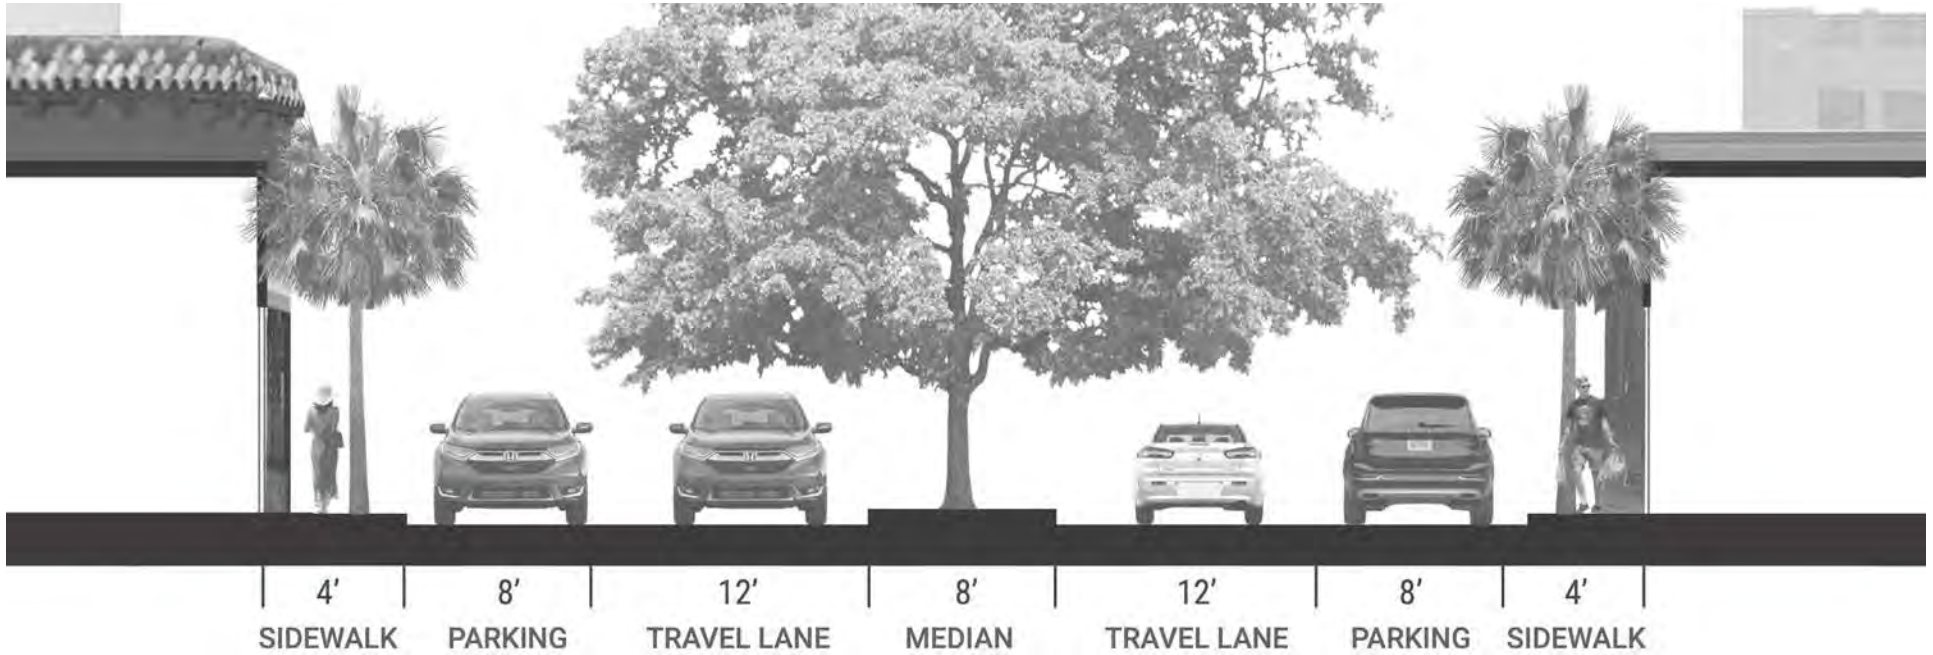 4’ 8’ 12’ 8’ 12’ 8’ 4’
SIDEWALK PARKING TRAVEL LANE MEDIAN TRAVEL LANE PARKING SIDEWALK